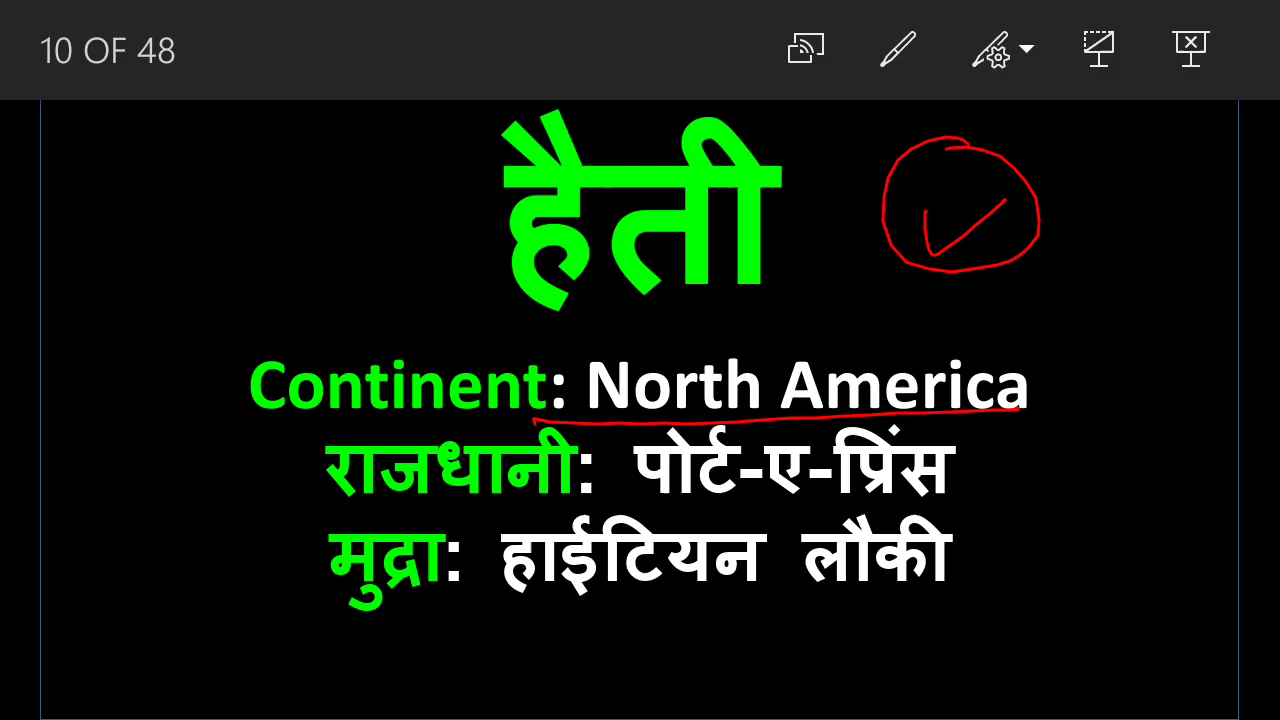 10 OF 48
हैती
Continent: North America
राजधानी: पोर्ट-ए-प्रिंस
मुद्रा: हाईटियन लौकी